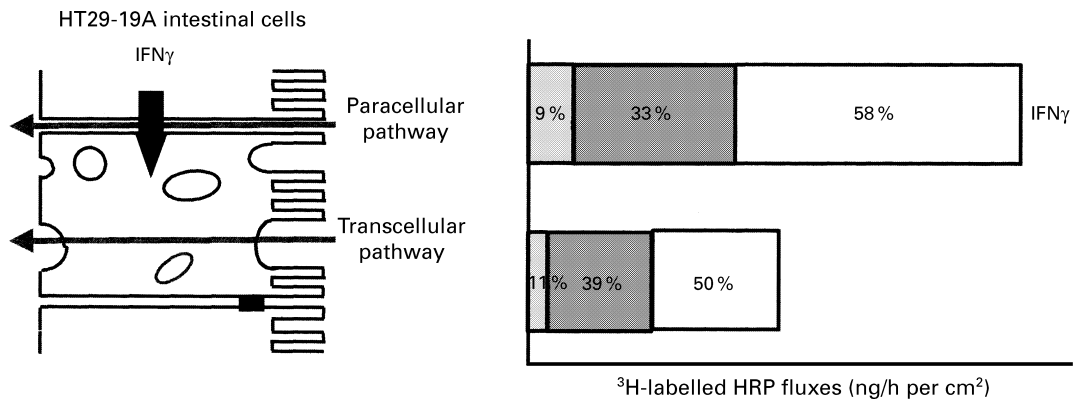 HT29-19A intestinal cells
IFNγ
Paracellular
pathway
Transcellular
pathway
9 %
33 %
58 %
IFNγ
11 %
39 %
50 %
³H-labelled HRP fluxes (ng/h per cm²)